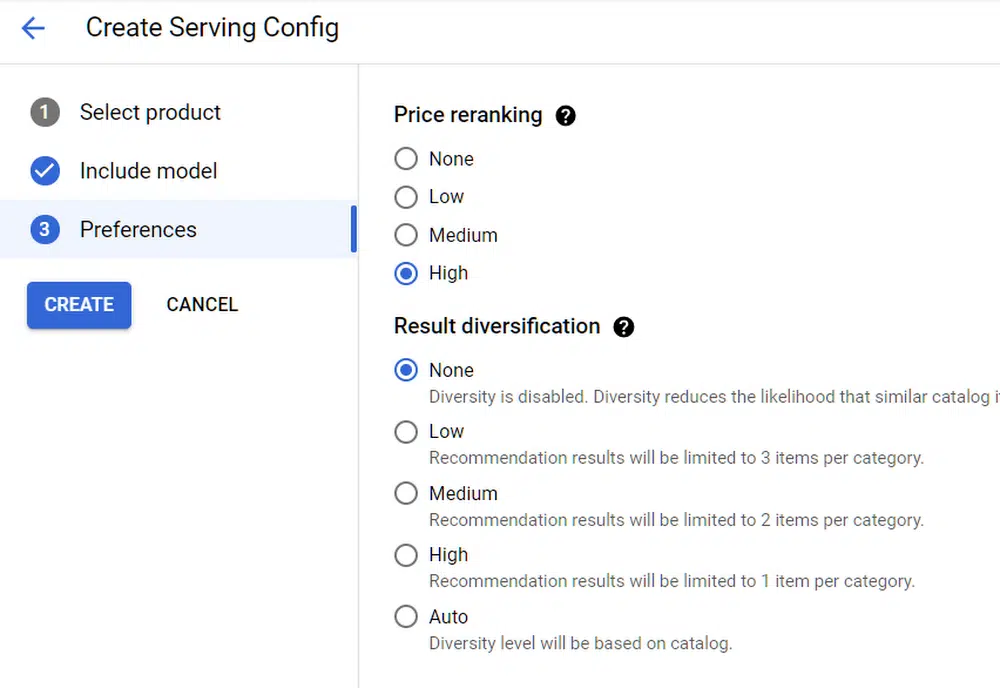 Create Serving Config
1 Select product
Include model
3 Preferences
CREATE CANCEL
Price reranking ?
None
Low
Medium
High
Result diversification ?
None
Diversity is disabled. Diversity reduces the likelihood that similar catalog
Low
Recommendation results will be limited to 3 items per category.
Medium
Recommendation results will be limited to 2 items per category.
High
Recommendation results will be limited to 1 item per category.
Auto
Diversity level will be based on catalog.